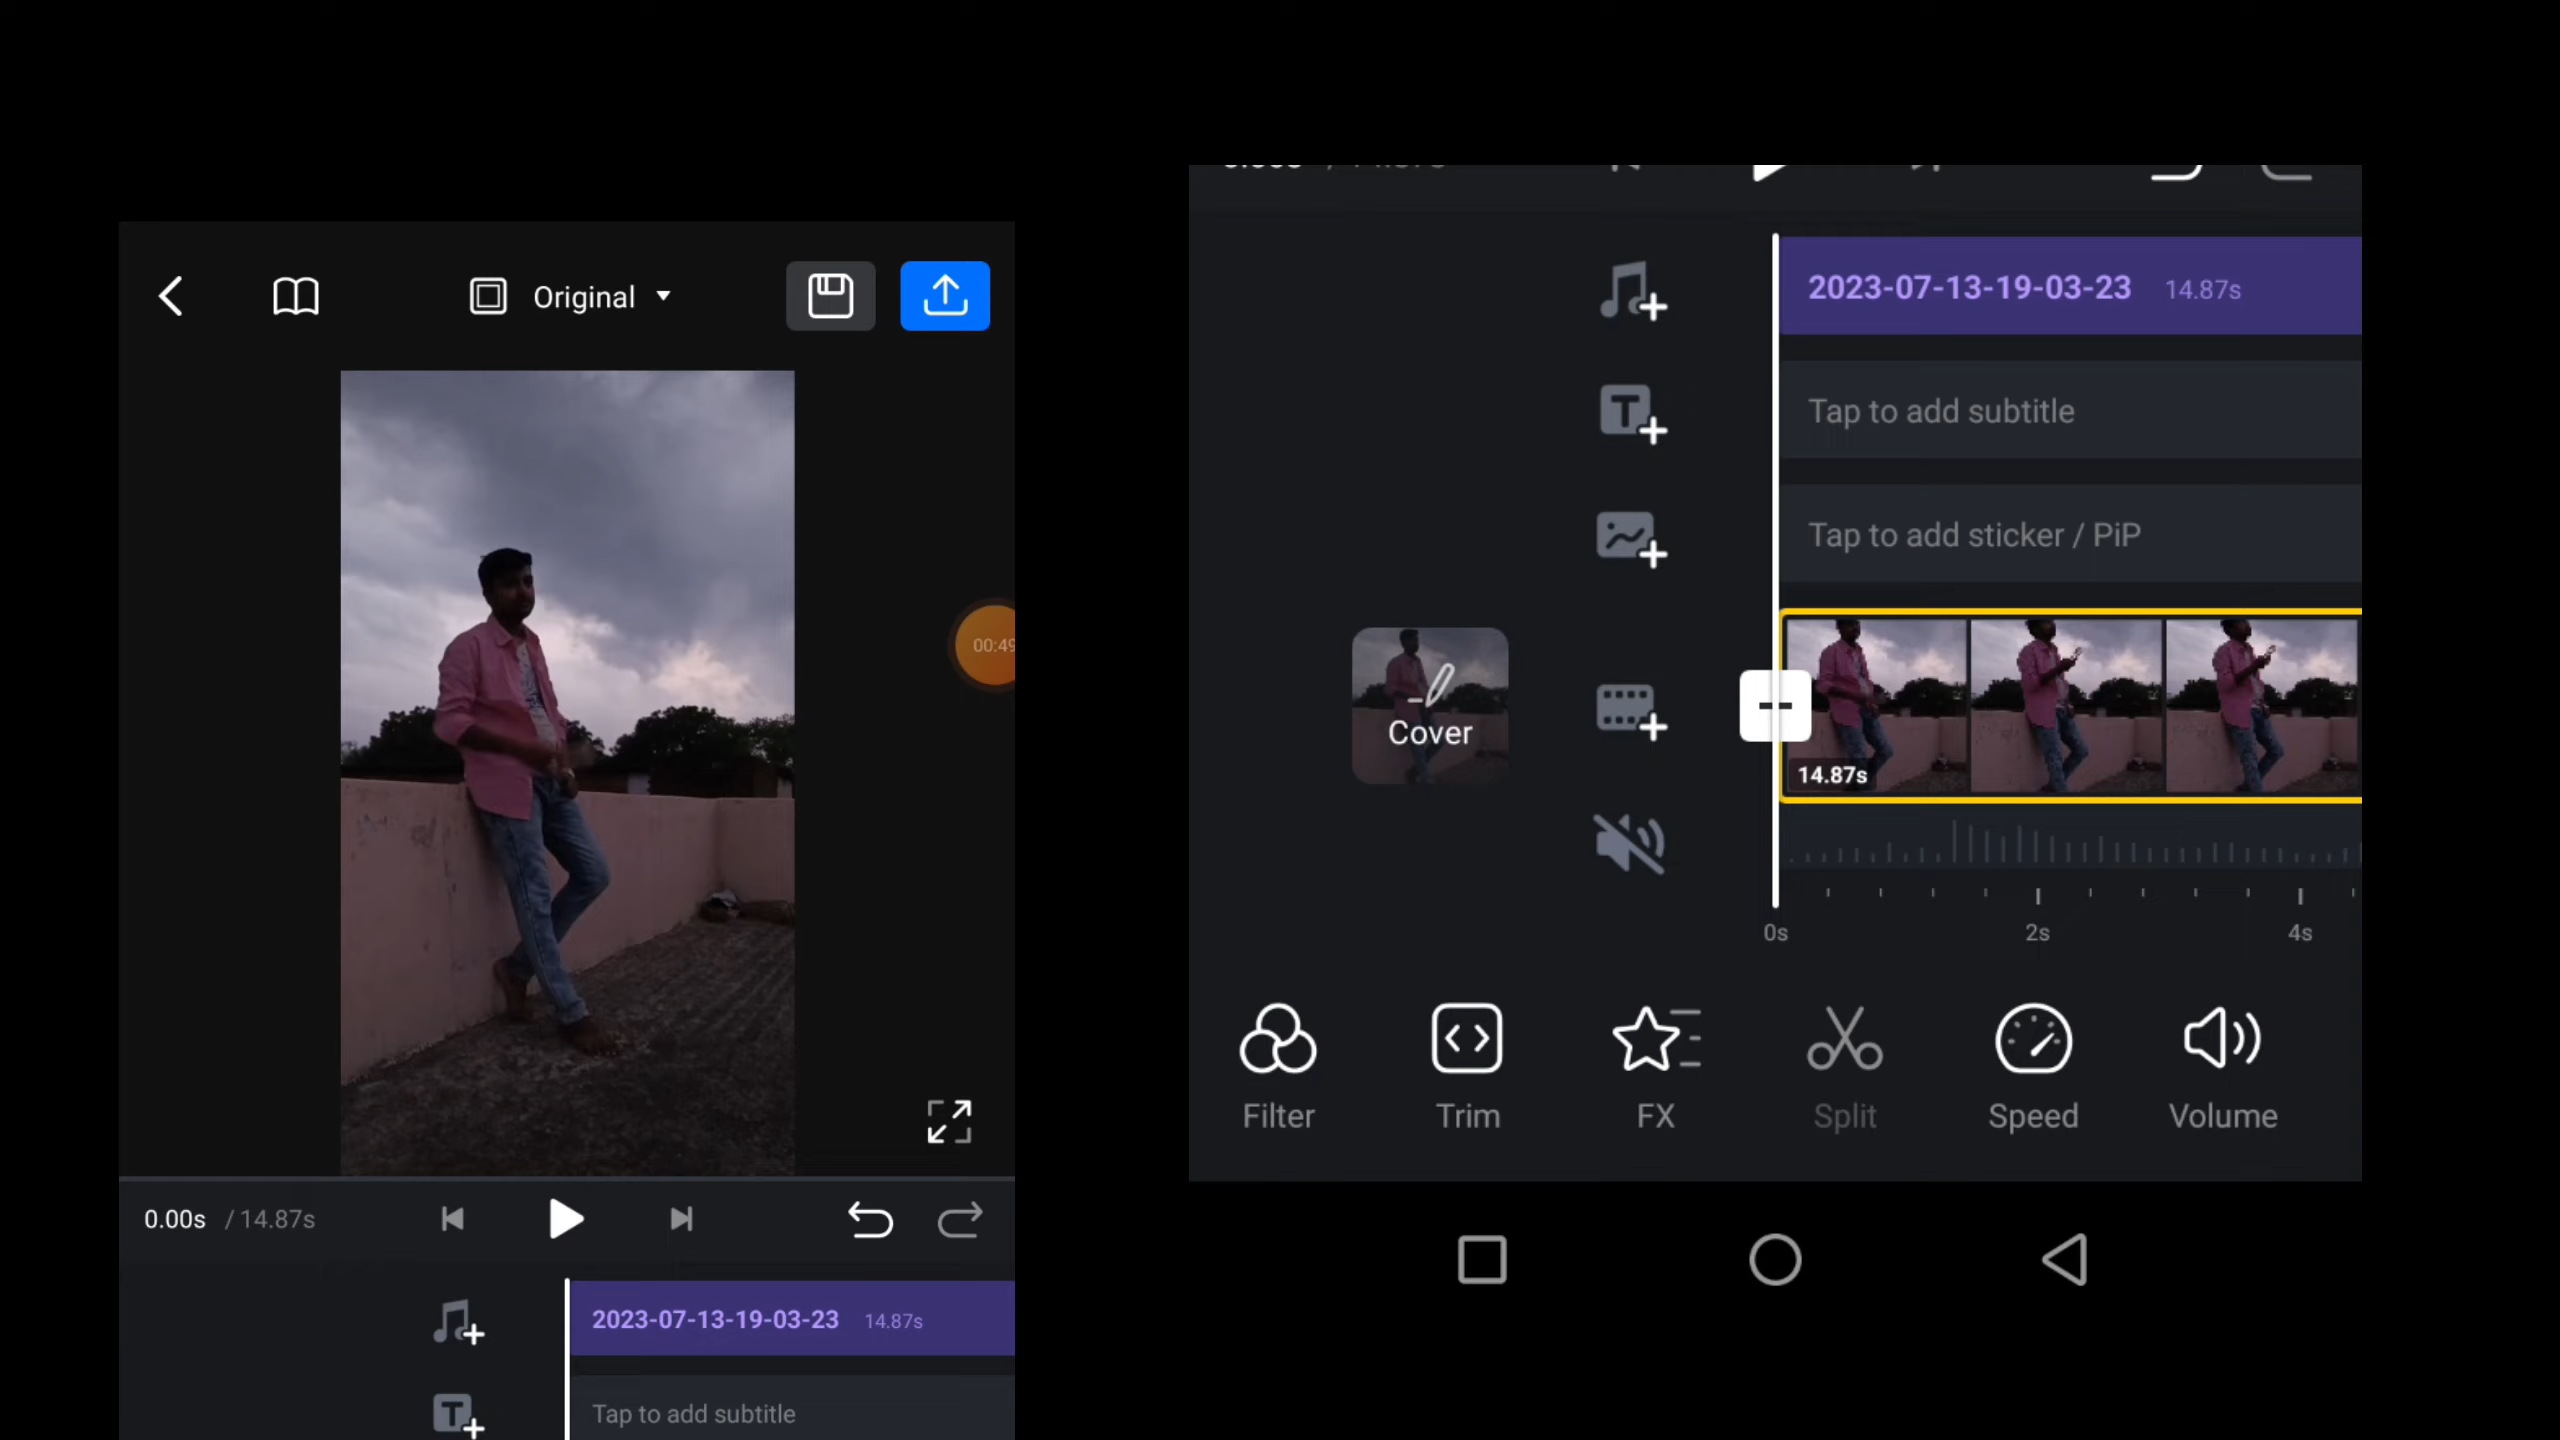 Original
00:49
0.00s / 14.87s
2023-07-13-19-03-23 14.87s
Tap to add subtitle
2023-07-13-19-03-23 14.87s
Tap to add subtitle
Tap to add sticker / PiP
Cover
14.87s
0s 2s 4s
Filter Trim FX Split Speed Volume